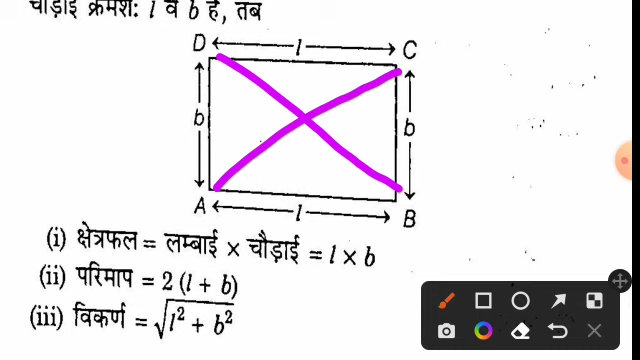 चौड़ाई क्रमशः l व b है, तब
D l C
b b
A l B
(i) क्षेत्रफल = लम्बाई × चौड़ाई = l × b
(ii) परिमाप = 2 (l + b)
(iii) विकर्ण = √l² + b²